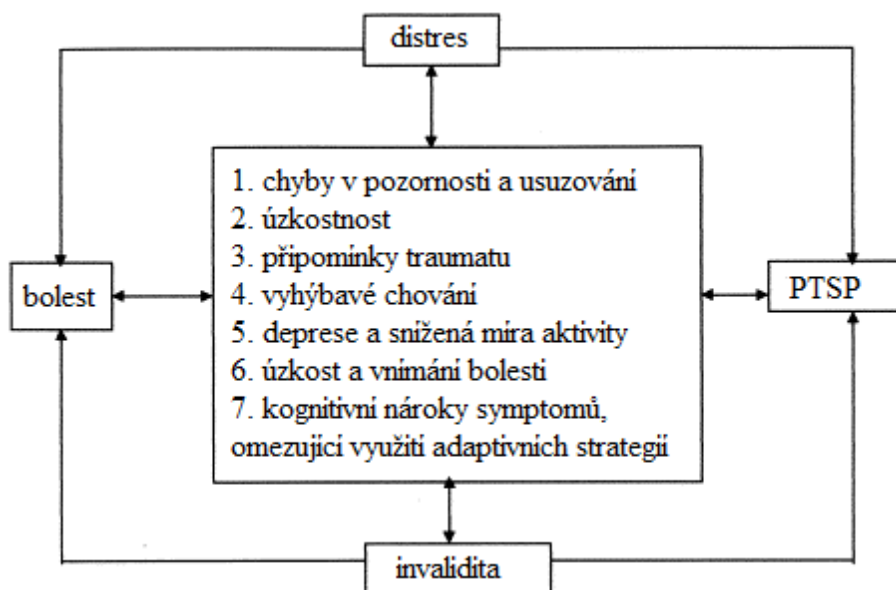 distres
1. chyby v pozornosti a usuzování
2. úzkostnost
3. připomínky traumatu
4. vyhýbavé chování
5. deprese a snížená míra aktivity
6. úzkost a vnímání bolesti
7. kognitivní nároky symptomů,
omezující využití adaptivních strategií
bolest
PTSP
invalidita